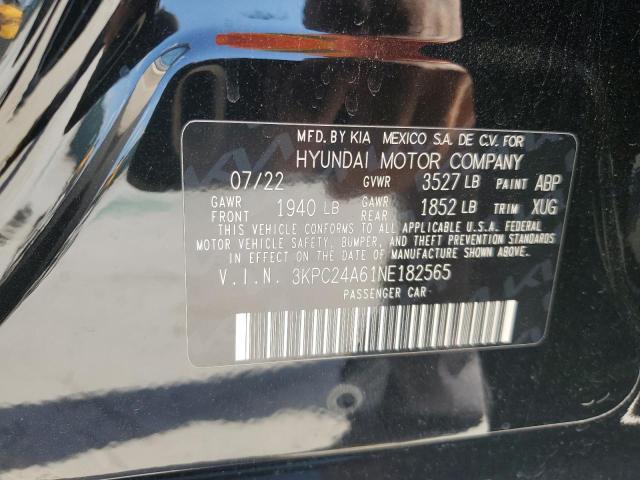 MFD. BY KIA MEXICO S.A. DE C.V. FOR
HYUNDAI MOTOR COMPANY
07/22 GVWR 3527 LB PAINT ABP
GAWR FRONT 1940 LB GAWR REAR 1852 LB TRIM XUG
THIS VEHICLE CONFORMS TO ALL APPLICABLE U.S.A. FEDERAL
MOTOR VEHICLE SAFETY, BUMPER, AND THEFT PREVENTION STANDARDS
IN EFFECT ON THE DATE OF MANUFACTURE SHOWN ABOVE.
V.I.N. 3KPC24A61NE182565
PASSENGER CAR